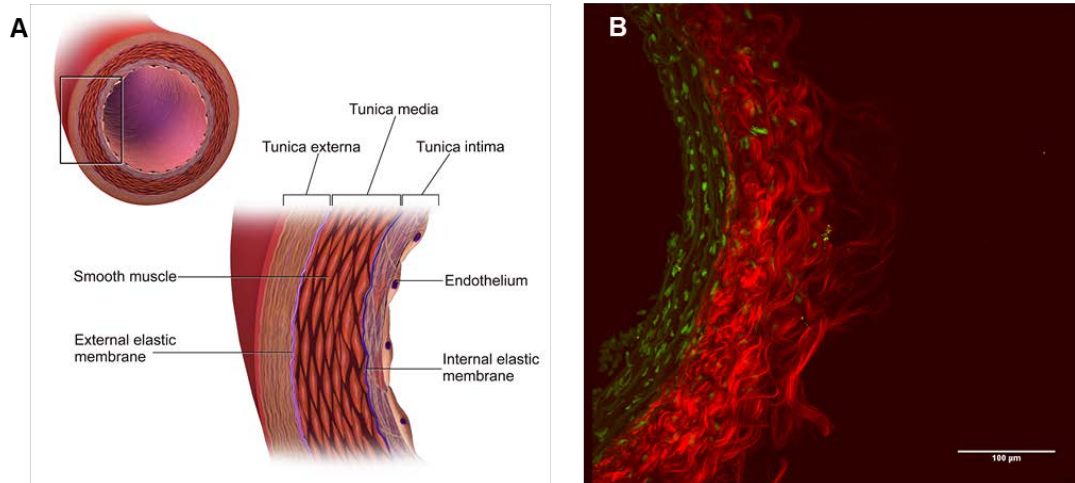 A
B
Tunica media
Tunica externa
Tunica intima
Smooth muscle
Endothelium
External elastic
membrane
Internal elastic
membrane
100 µm